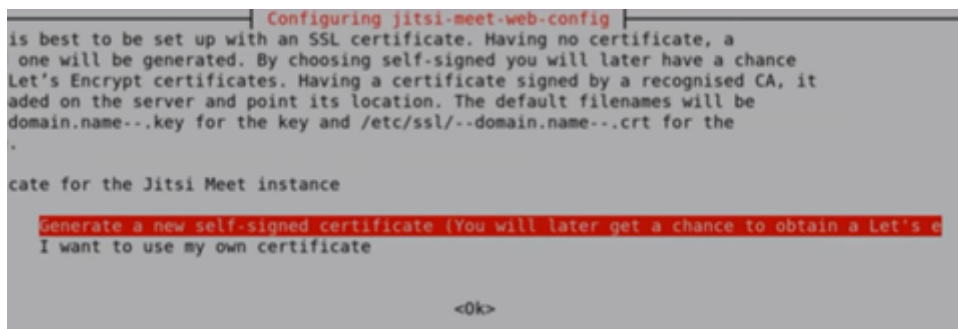 Configuring jitsi-meet-web-config
is best to be set up with an SSL certificate. Having no certificate, a
one will be generated. By choosing self-signed you will later have a chance
Let's Encrypt certificates. Having a certificate signed by a recognised CA, it
aded on the server and point its location. The default filenames will be
domain.name--.key for the key and /etc/ssl/--domain.name--.crt for the
.
cate for the Jitsi Meet instance
Generate a new self-signed certificate (You will later get a chance to obtain a Let's e
I want to use my own certificate
<Ok>